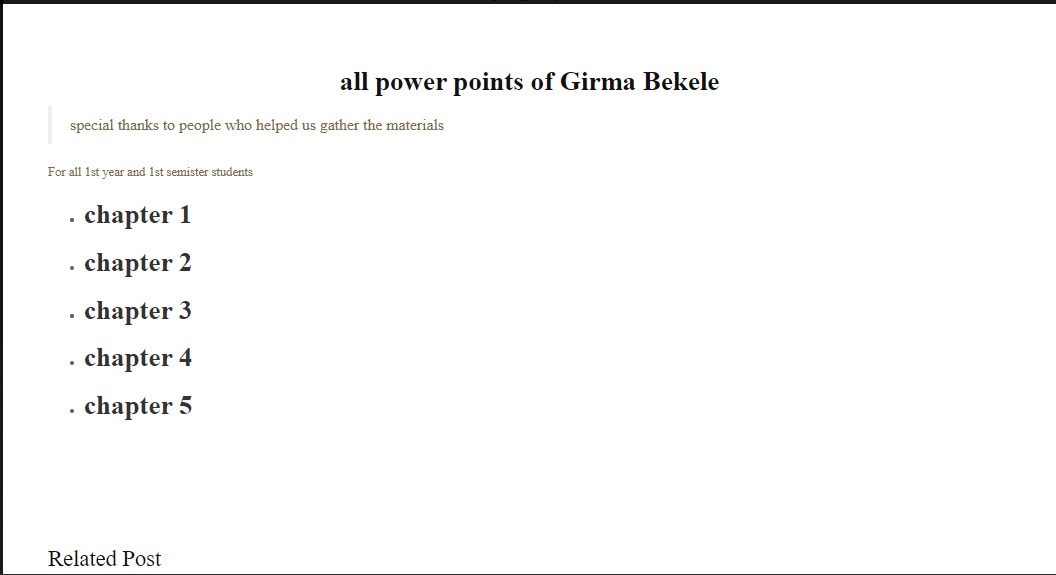 all power points of Girma Bekele
special thanks to people who helped us gather the materials
For all 1st year and 1st semister students
chapter 1
chapter 2
chapter 3
chapter 4
chapter 5
Related Post